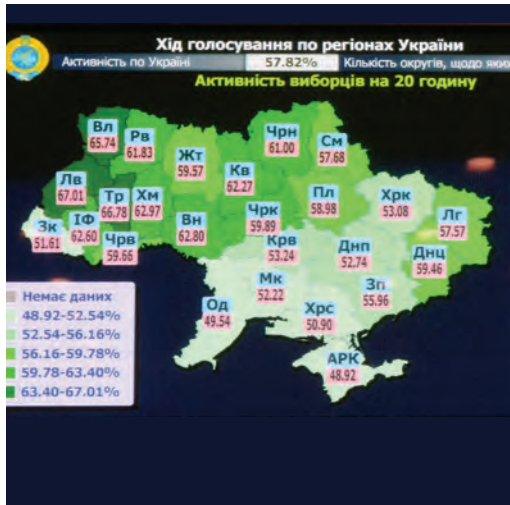 Хід голосування по регіонах України
Активність по Україні 57.82% Кількість округів, щодо яких
Активність виборців на 20 годину
Вл
65.74
Рв
61.83
Жт
59.57
Чрн
61.00
См
57.68
Кв
62.27
Лв
67.01
Тр
66.78
Хм
62.97
Пл
58.98
Хрк
53.08
Лг
57.57
Зк
51.61
ІФ
62.60
Чрв
59.66
Вн
62.80
Чрк
59.89
Крв
53.24
Днп
52,74
Днц
59.46
Мк
52.22
Зп
55.96
Од
49.54
Хрс
50.90
АРК
48.92
Немає даних
48.92-52.54%
52.54-56.16%
56.16-59.78%
59.78-63.40%
63.40-67.01%